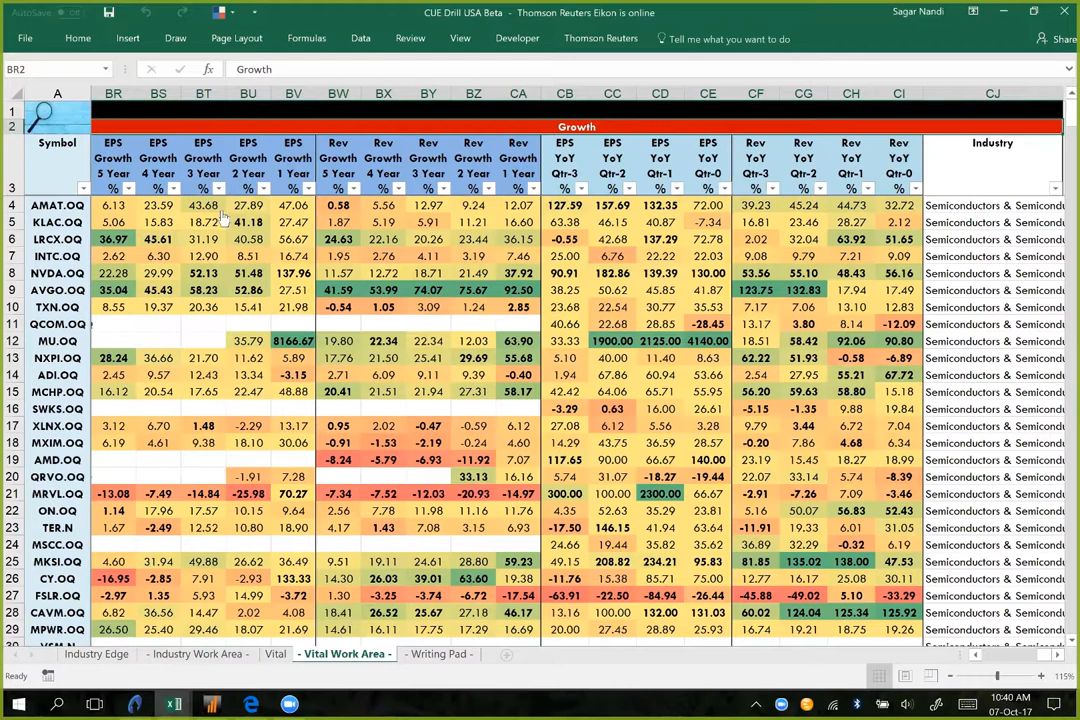 AutoSave Off
CUE Drill USA Beta - Thomson Reuters Eikon is online
Sagar Nandi
File Home Insert Draw Page Layout Formulas Data Review View Developer Thomson Reuters Tell me what you want to do Share
BR2 fx Growth
A BR BS BT BU BV BW BX BY BZ CA CB CC CD CE CF CG CH CI CJ
1
2 Growth
Symbol EPS EPS EPS EPS EPS Rev Rev Rev Rev Rev EPS EPS EPS EPS Rev Rev Rev Rev Industry
Growth Growth Growth Growth Growth Growth Growth Growth Growth Growth YoY YoY YoY YoY YoY YoY YoY YoY
5 Year 4 Year 3 Year 2 Year 1 Year 5 Year 4 Year 3 Year 2 Year 1 Year Qtr-3 Qtr-2 Qtr-1 Qtr-0 Qtr-3 Qtr-2 Qtr-1 Qtr-0
3 % % % % % % % % % % % % % % % % % %
4 AMAT.OQ 6.13 23.59 43.68 27.89 47.06 0.58 5.56 12.97 9.24 12.07 127.59 157.69 132.35 72.00 39.23 45.24 44.73 32.72 Semiconductors & Semicond
5 KLAC.OQ 5.06 15.83 18.72 41.18 27.47 1.87 5.19 5.91 11.21 15.02 63.38 46.15 40.87 -7.34 16.81 23.46 28.27 2.12 Semiconductors & Semicond
6 LRCX.OQ 36.97 45.61 31.19 40.58 56.67 24.63 22.16 20.26 23.44 36.15 -0.55 42.68 137.29 72.78 2.02 32.04 63.92 51.65 Semiconductors & Semicond
7 INTC.OQ 2.62 6.30 12.90 8.51 16.74 1.95 2.76 4.11 3.19 7.46 25.00 6.76 22.22 22.03 9.08 9.79 7.21 9.09 Semiconductors & Semicond
8 NVDA.OQ 22.28 29.99 52.13 51.48 137.96 11.57 12.72 18.71 21.49 37.92 90.91 182.86 139.39 130.00 53.56 55.10 48.43 56.16 Semiconductors & Semicond
9 AVGO.OQ 35.04 45.43 58.23 52.86 27.51 41.59 53.99 74.07 75.67 92.50 38.25 50.62 45.85 41.87 123.75 132.83 17.94 17.49 Semiconductors & Semicond
10 TXN.OQ 8.55 19.37 20.36 15.41 21.98 -0.54 1.05 3.09 1.24 2.85 23.68 22.54 30.77 35.53 7.17 7.06 13.10 12.83 Semiconductors & Semicond
11 QCOM.OQ 40.66 22.68 28.85 -28.45 13.17 3.80 8.14 -12.09 Semiconductors & Semicond
12 MU.OQ 35.79 8166.67 19.80 22.34 22.34 12.03 63.90 33.33 1900.00 2125.00 4140.00 18.51 58.42 92.06 90.80 Semiconductors & Semicond
13 NXPI.OQ 28.24 36.66 21.70 11.62 5.89 17.76 21.50 25.41 29.69 55.68 5.10 40.00 11.40 8.63 62.22 51.93 -0.58 -6.89 Semiconductors & Semicond
14 ADI.OQ 2.45 9.57 12.43 13.34 -3.15 2.71 6.09 9.11 9.39 -0.40 1.94 67.86 60.94 53.66 2.54 27.95 55.21 67.72 Semiconductors & Semicond
15 MCHP.OQ 16.12 20.54 17.65 22.47 48.88 20.41 21.51 21.94 27.31 58.17 42.42 64.06 65.71 55.95 56.20 59.63 58.80 15.18 Semiconductors & Semicond
16 SWKS.OQ -3.29 0.63 16.00 26.61 -5.15 -1.35 9.88 19.84 Semiconductors & Semicond
17 XLNX.OQ 3.12 6.70 1.48 -2.29 13.17 0.95 2.02 -0.47 -0.59 6.12 27.08 6.12 5.56 3.28 9.79 3.44 6.72 7.04 Semiconductors & Semicond
18 MXIM.OQ 6.19 4.61 9.38 18.10 30.06 -0.91 -1.53 -2.19 -0.24 4.60 14.29 43.75 36.59 28.57 -0.20 7.86 4.68 6.34 Semiconductors & Semicond
19 AMD.OQ -8.24 -5.79 -6.93 -11.92 7.07 117.65 90.00 66.67 140.00 23.19 15.45 18.27 18.99 Semiconductors & Semicond
20 QRVO.OQ -1.91 7.28 33.13 16.16 5.74 31.07 -18.27 -19.44 22.07 33.14 5.74 -8.39 Semiconductors & Semicond
21 MRVL.OQ -13.08 -7.49 -14.84 -25.98 70.27 -7.34 -7.52 -12.03 -20.93 -14.97 300.00 100.00 2300.00 66.67 -2.91 -7.26 7.09 -3.46 Semiconductors & Semicond
22 ON.OQ 1.14 17.96 17.57 10.15 9.64 2.56 7.78 11.98 11.16 11.76 4.35 52.63 35.29 23.81 5.16 50.07 56.83 52.43 Semiconductors & Semicond
23 TER.N 1.67 -2.49 12.52 10.80 18.90 4.17 1.43 7.08 3.15 6.93 -17.50 146.15 41.94 63.64 -11.91 19.33 6.01 31.05 Semiconductors & Semicond
24 MSCC.OQ 24.66 19.44 35.82 35.62 36.89 32.29 -0.32 6.19 Semiconductors & Semicond
25 MKSI.OQ 4.60 31.94 49.88 26.62 36.49 9.51 19.11 24.61 28.80 59.23 49.15 208.82 234.21 95.83 81.85 135.02 138.00 47.53 Semiconductors & Semicond
26 CY.OQ -16.95 -2.85 7.91 -2.93 133.33 14.30 26.03 39.01 63.60 19.38 -11.76 15.38 85.71 75.00 12.77 16.17 25.08 30.11 Semiconductors & Semicond
27 FSLR.OQ -2.97 1.35 5.93 14.99 -3.72 1.30 -3.25 -3.74 -6.72 -17.54 -63.91 -22.50 -84.94 -26.44 -45.88 -49.02 5.10 -33.29 Semiconductors & Semicond
28 CAVM.OQ 6.82 36.56 14.47 2.02 4.08 18.41 26.52 25.67 27.18 46.17 13.16 100.00 132.00 131.03 60.02 124.04 125.34 125.92 Semiconductors & Semicond
29 MPWR.OQ 26.50 25.40 29.46 18.07 21.69 14.61 16.11 17.75 17.29 16.69 20.00 27.45 28.89 25.93 16.74 19.21 18.75 19.26 Semiconductors & Semicond
Industry Edge - Industry Work Area - Vital - Vital Work Area - - Writing Pad -
Ready 115%
10:40 AM
07-Oct-17